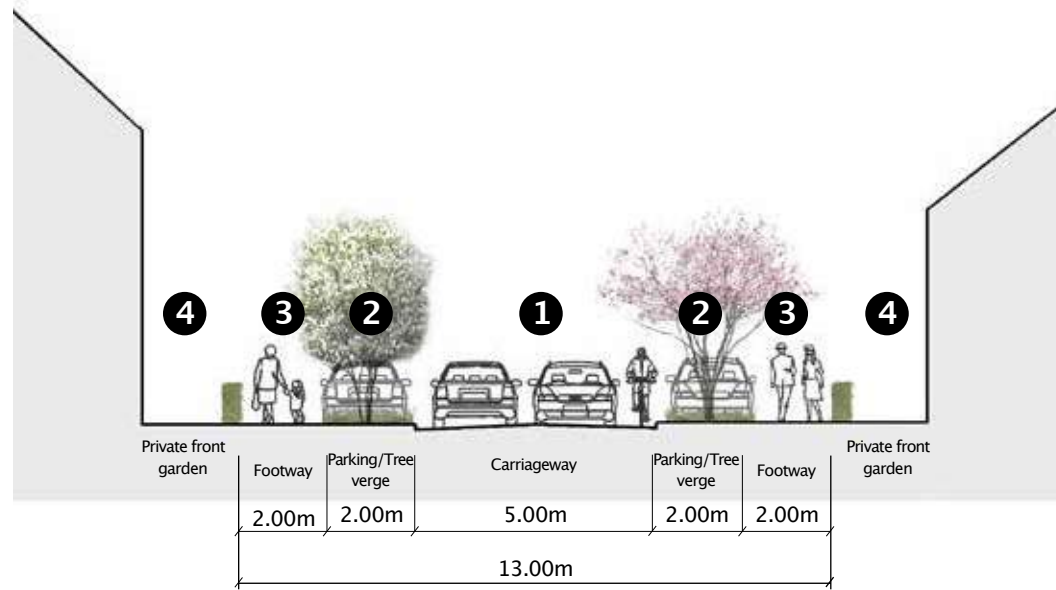 4
3
2
1
2
3
4
Private front
garden
Footway
Parking/Tree
verge
Carriageway
Parking/Tree
verge
Footway
Private front
garden
2.00m
2.00m
5.00m
2.00m
2.00m
13.00m